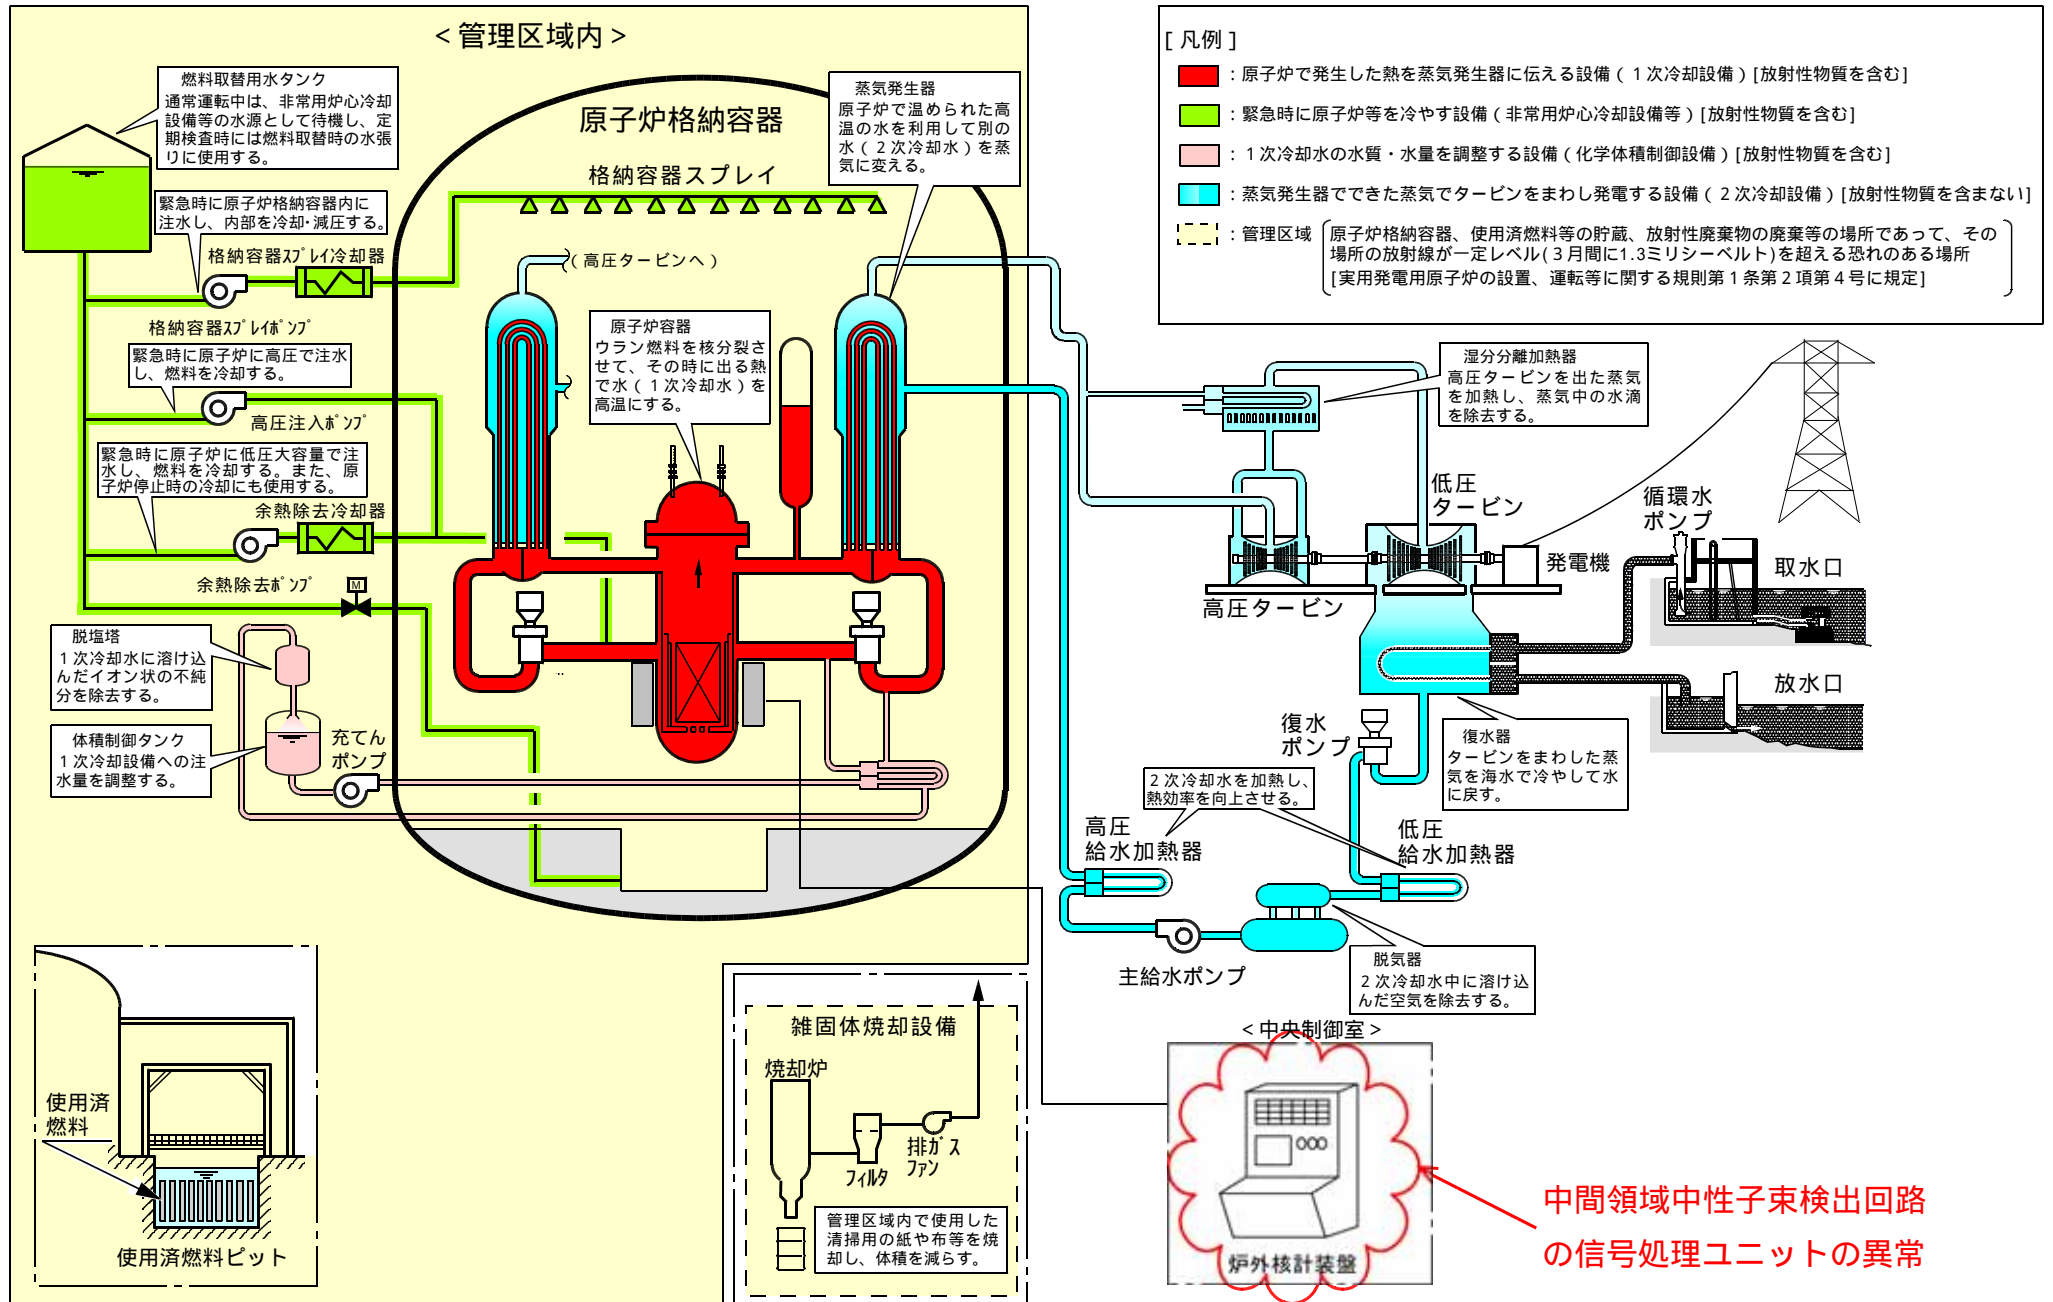 ＜管理区域内＞
燃料取替用水タンク
通常運転中は、非常用炉心冷却
設備等の水源として待機し、定
期検査時には燃料取替時の水張
りに使用する。
緊急時に原子炉格納容器内に
注水し、内部を冷却･減圧する。
格納容器ｽﾌﾟﾚｲ冷却器
格納容器ｽﾌﾟﾚｲﾎﾟﾝﾌﾟ
緊急時に原子炉に高圧で注水
し、燃料を冷却する。
高圧注入ﾎﾟﾝﾌﾟ
緊急時に原子炉に低圧大容量で注
水し、燃料を冷却する。また、原
子炉停止時の冷却にも使用する。
余熱除去冷却器
余熱除去ﾎﾟﾝﾌﾟ
M
脱塩塔
１次冷却水に溶け込
んだイオン状の不純
分を除去する。
体積制御タンク
１次冷却設備への注
水量を調整する。
充てん
ポンプ
原子炉格納容器
格納容器スプレイ
蒸気発生器
原子炉で温められた高
温の水を利用して別の
水（２次冷却水）を蒸
気に変える。
（高圧タービンへ）
原子炉容器
ウラン燃料を核分裂さ
せて、その時に出る熱
で水（１次冷却水）を
高温にする。
[凡例]
：原子炉で発生した熱を蒸気発生器に伝える設備（１次冷却設備）[放射性物質を含む]
：緊急時に原子炉等を冷やす設備（非常用炉心冷却設備等）[放射性物質を含む]
：１次冷却水の水質・水量を調整する設備（化学体積制御設備）[放射性物質を含む]
：蒸気発生器でできた蒸気でタービンをまわし発電する設備（２次冷却設備）[放射性物質を含まない]
：管理区域
原子炉格納容器、使用済燃料等の貯蔵、放射性廃棄物の廃棄等の場所であって、その
場所の放射線が一定レベル(３月間に1.3ミリシーベルト)を超える恐れのある場所
[実用発電用原子炉の設置、運転等に関する規則第１条第２項第４号に規定]
湿分分離加熱器
高圧タービンを出た蒸気
を加熱し、蒸気中の水滴
を除去する。
低圧
タービン
高圧タービン
発電機
循環水
ポンプ
取水口
放水口
復水
ポンプ
復水器
タービンをまわした蒸
気を海水で冷やして水
に戻す。
２次冷却水を加熱し、
熱効率を向上させる。
高圧
給水加熱器
低圧
給水加熱器
主給水ポンプ
脱気器
２次冷却水中に溶け込
んだ空気を除去する。
使用済
燃料
使用済燃料ピット
雑固体焼却設備
焼却炉
ﾌｨﾙﾀ
排ｶﾞｽ
ﾌｧﾝ
管理区域内で使用した
清掃用の紙や布等を焼
却し、体積を減らす。
＜中央制御室＞
炉外核計装盤
中間領域中性子束検出回路
の信号処理ユニットの異常